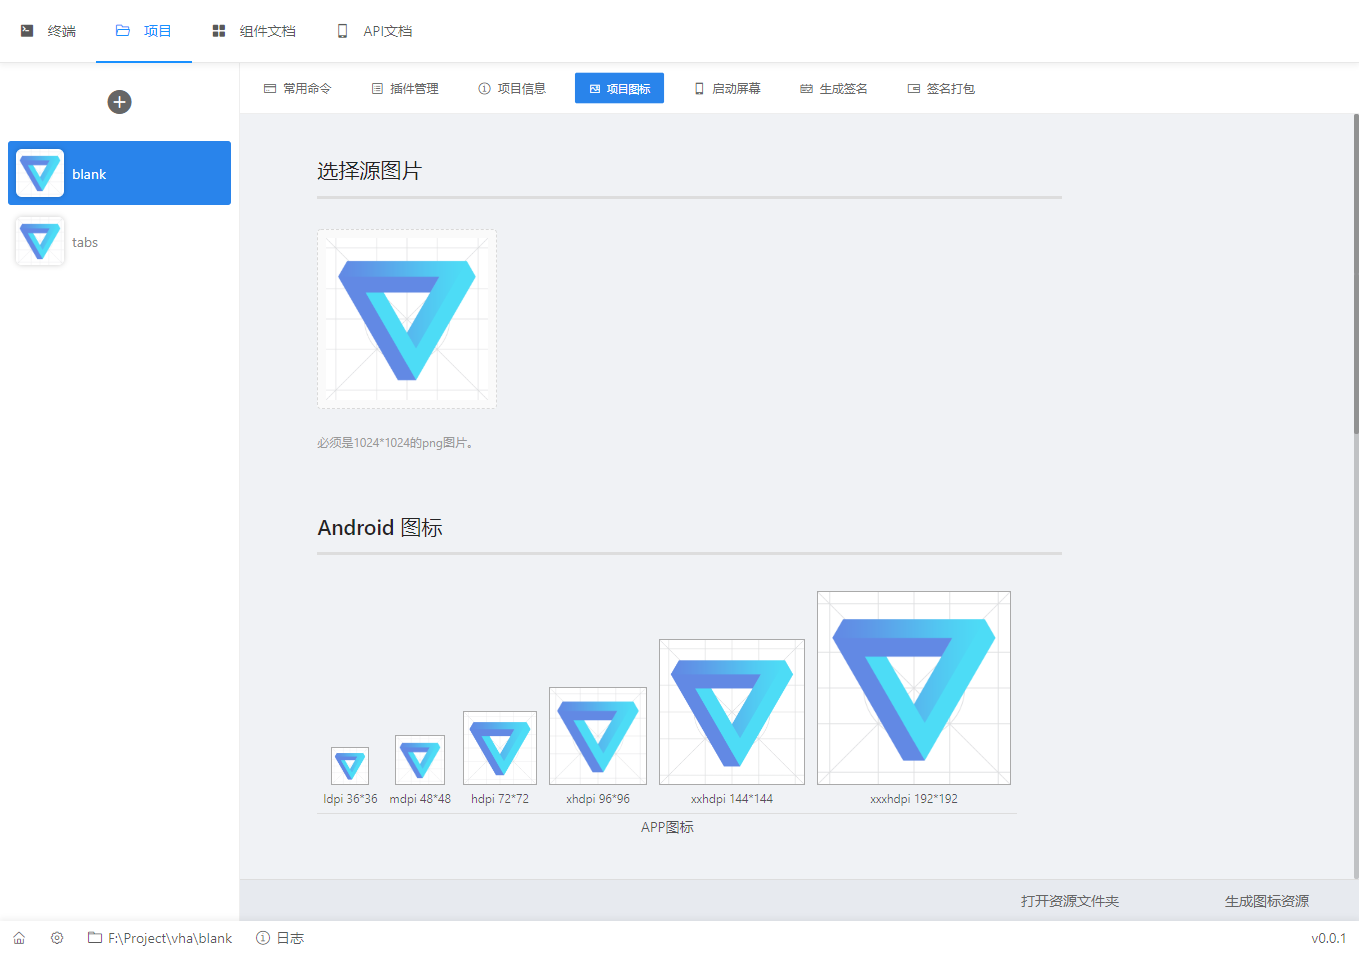 终端 项目 组件文档 API文档
常用命令 插件管理 项目信息 项目图标 启动屏幕 生成签名 签名打包
blank
tabs
选择源图片
必须是1024*1024的png图片。
Android 图标
ldpi 36*36 mdpi 48*48 hdpi 72*72 xhdpi 96*96 xxhdpi 144*144 xxxhdpi 192*192
APP图标
打开资源文件夹 生成图标资源
F:\Project\vha\blank 日志 v0.0.1